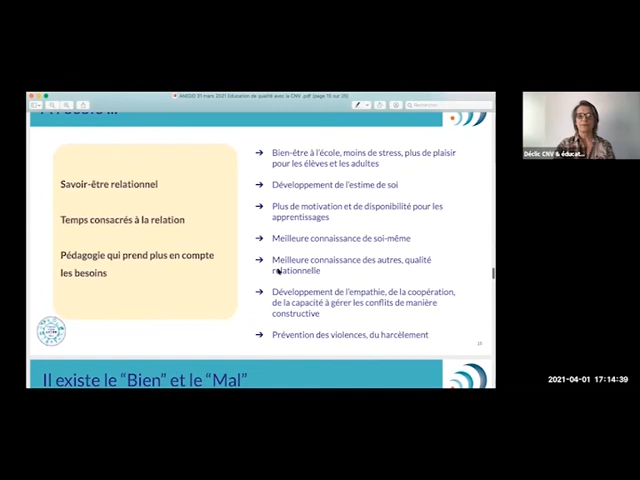 ANG20 31 mars 2021 Education de qualité avec la CNV .pdf (page 15 sur 20)
Rechercher
Savoir-être relationnel
Temps consacrés à la relation
Pédagogie qui prend plus en compte
les besoins
→ Bien-être à l'école, moins de stress, plus de plaisir
pour les élèves et les adultes
→ Développement de l'estime de soi
→ Plus de motivation et de disponibilité pour les
apprentissages
→ Meilleure connaissance de soi-même
→ Meilleure connaissance des autres, qualité
relationnelle
→ Développement de l'empathie, de la coopération,
de la capacité à gérer les conflits de manière
constructive
→ Prévention des violences, du harcèlement
Il existe le "Bien" et le "Mal"
Déclic CNV & éducat...
2021-04-01 17:14:39